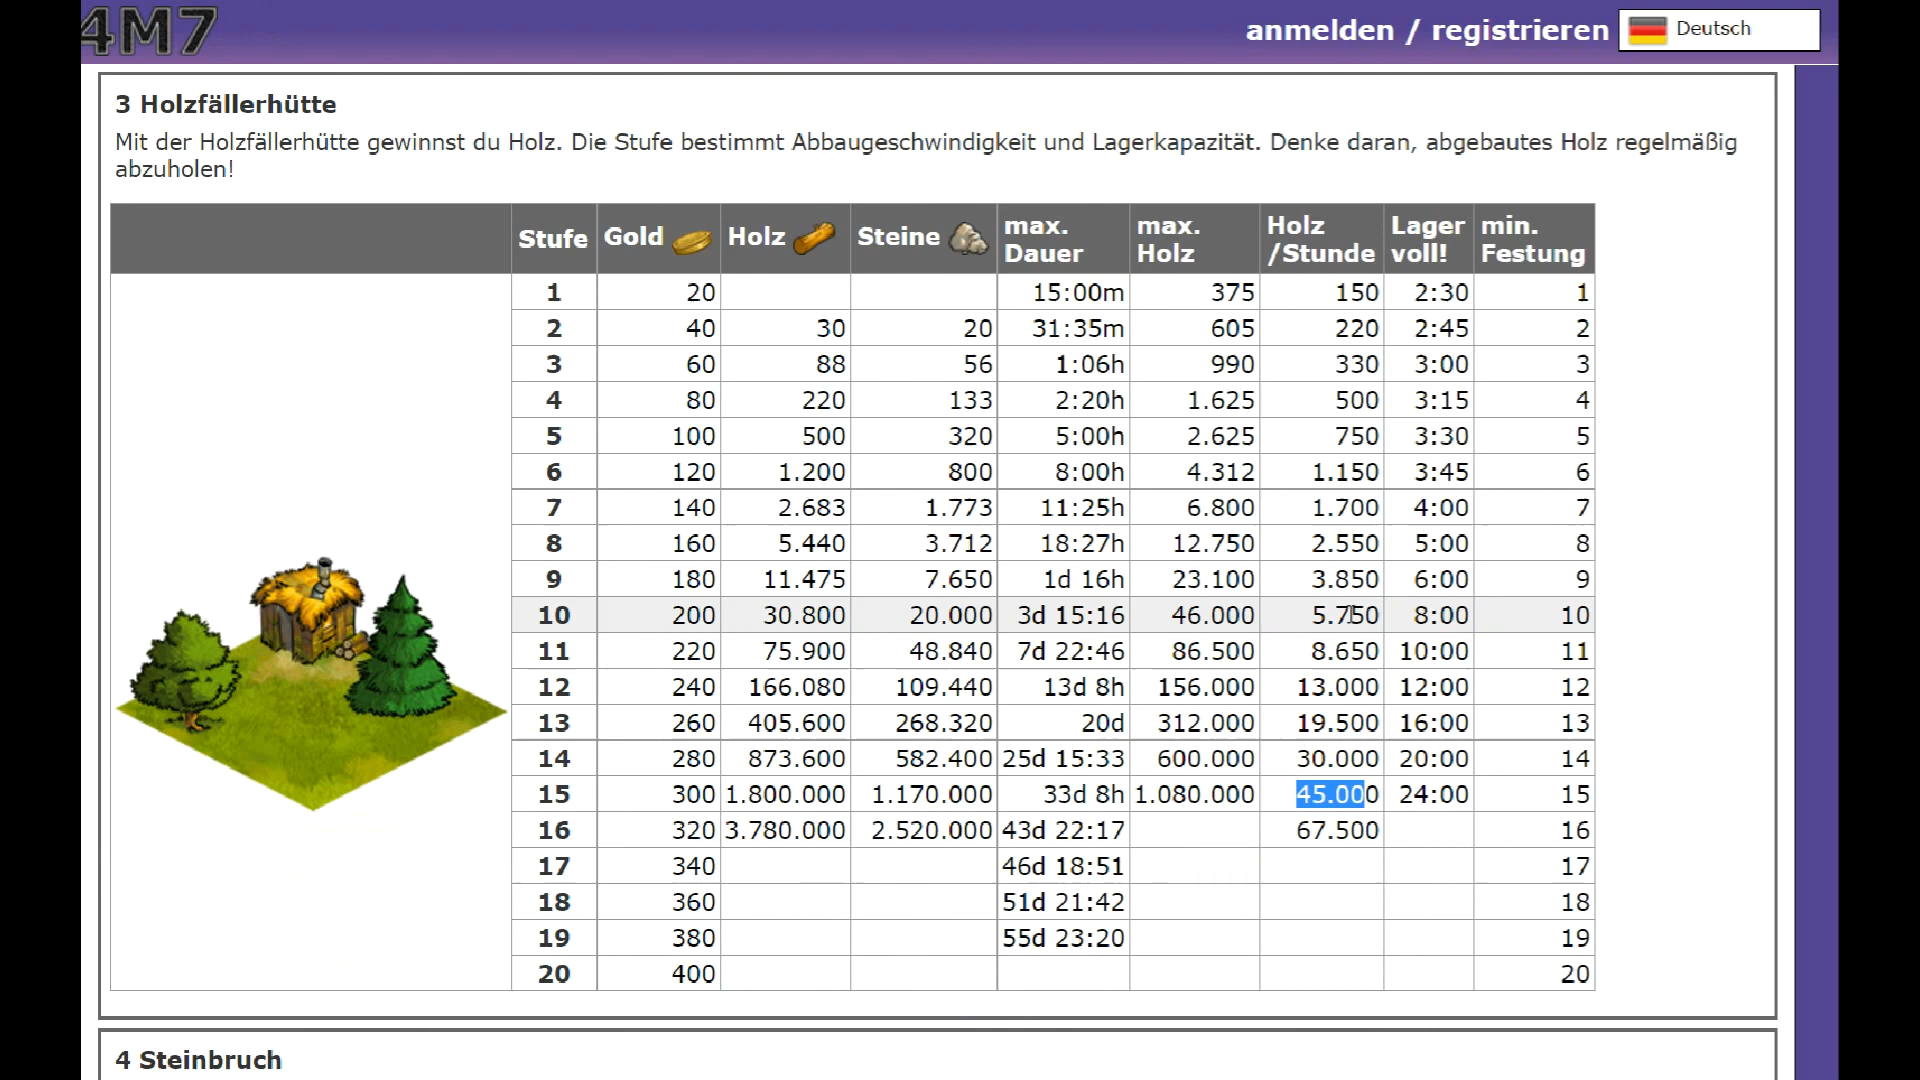 4M7
anmelden / registrieren Deutsch
3 Holzfällerhütte
Mit der Holzfällerhütte gewinnst du Holz. Die Stufe bestimmt Abbaugeschwindigkeit und Lagerkapazität. Denke daran, abgebautes Holz regelmäßig
abzuholen!
Stufe Gold Holz Steine max. Dauer max. Holz Holz /Stunde Lager voll! min. Festung
1 20 15:00m 375 150 2:30 1
2 40 30 20 31:35m 605 220 2:45 2
3 60 88 56 1:06h 990 330 3:00 3
4 80 220 133 2:20h 1.625 500 3:15 4
5 100 500 320 5:00h 2.625 750 3:30 5
6 120 1.200 800 8:00h 4.312 1.150 3:45 6
7 140 2.683 1.773 11:25h 6.800 1.700 4:00 7
8 160 5.440 3.712 18:27h 12.750 2.550 5:00 8
9 180 11.475 7.650 1d 16h 23.100 3.850 6:00 9
10 200 30.800 20.000 3d 15:16 46.000 5.750 8:00 10
11 220 75.900 48.840 7d 22:46 86.500 8.650 10:00 11
12 240 166.080 109.440 13d 8h 156.000 13.000 12:00 12
13 260 405.600 268.320 20d 312.000 19.500 16:00 13
14 280 873.600 582.400 25d 15:33 600.000 30.000 20:00 14
15 300 1.800.000 1.170.000 33d 8h 1.080.000 45.000 24:00 15
16 320 3.780.000 2.520.000 43d 22:17 67.500 16
17 340 46d 18:51 17
18 360 51d 21:42 18
19 380 55d 23:20 19
20 400 20
4 Steinbruch